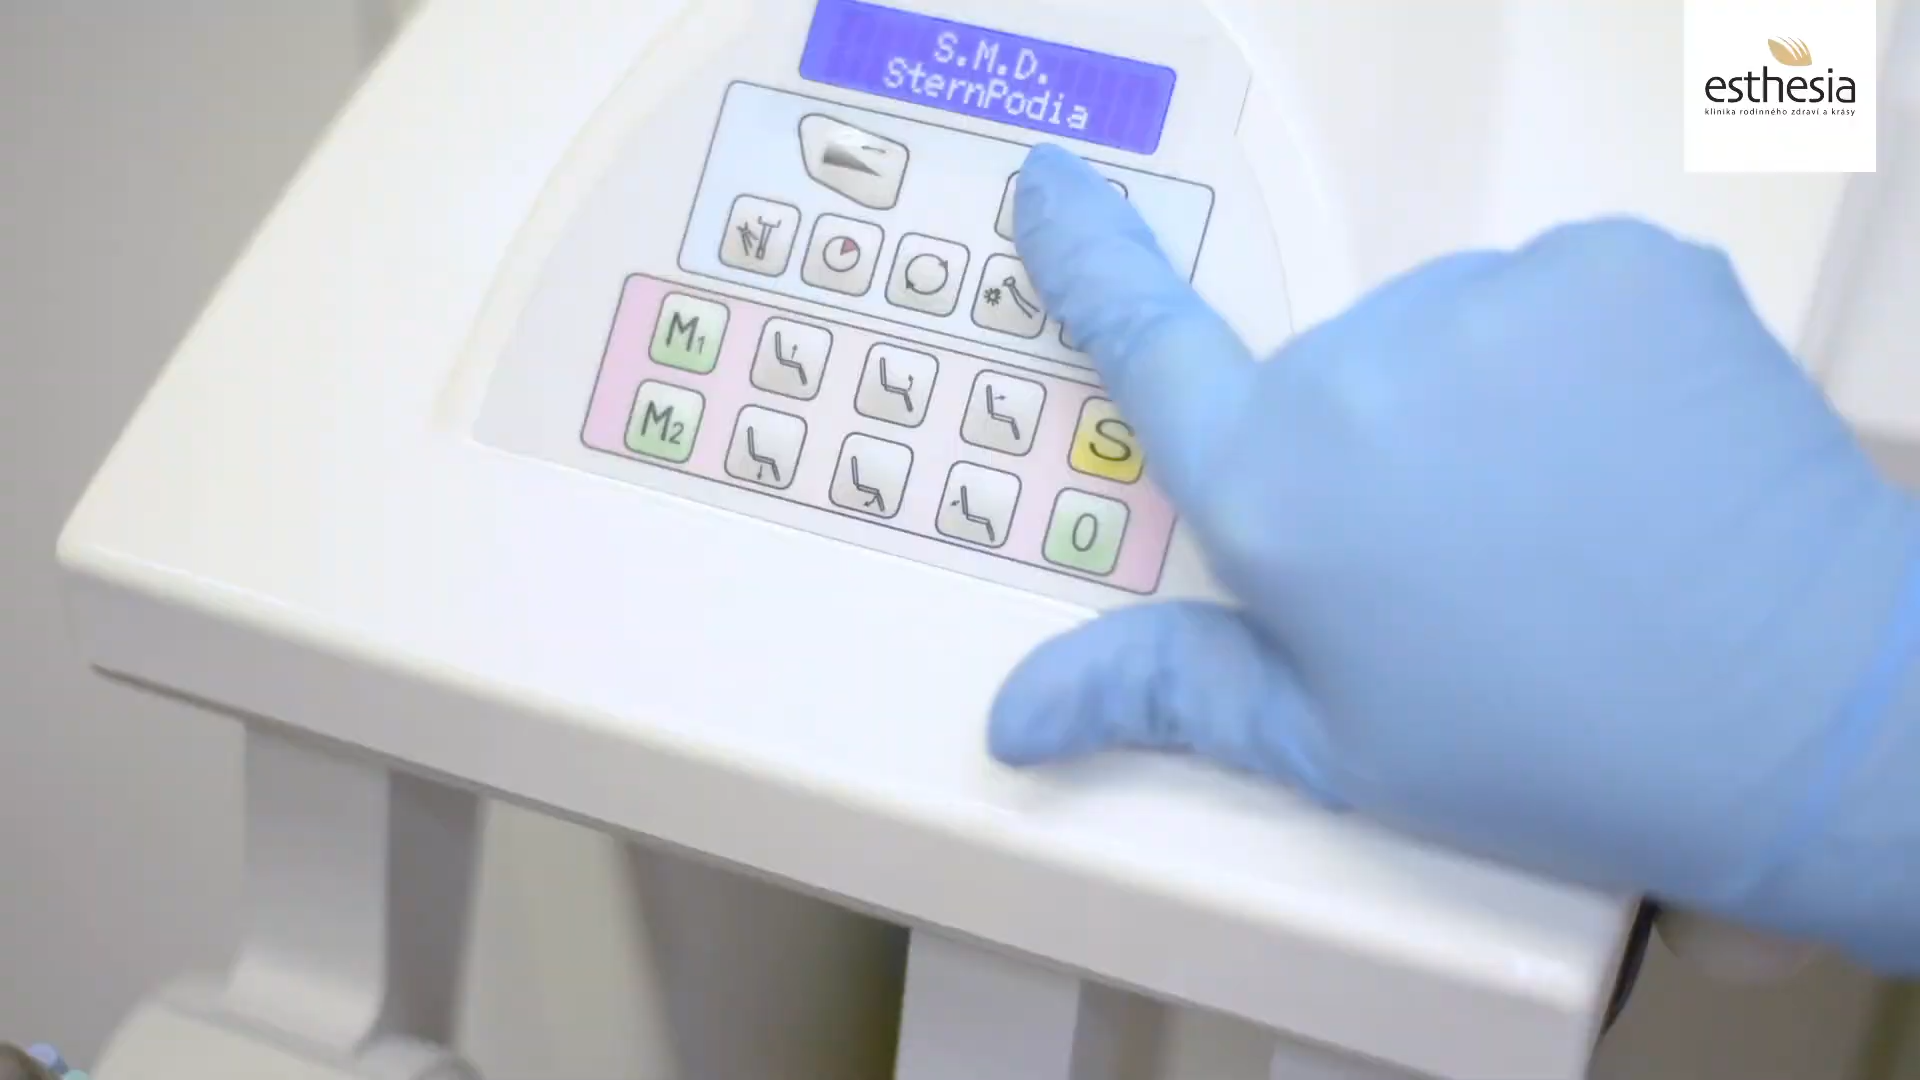 S.M.D.
SternPodia
esthesia
klinika rodinného zdraví a krásy
M1
M2
S
0